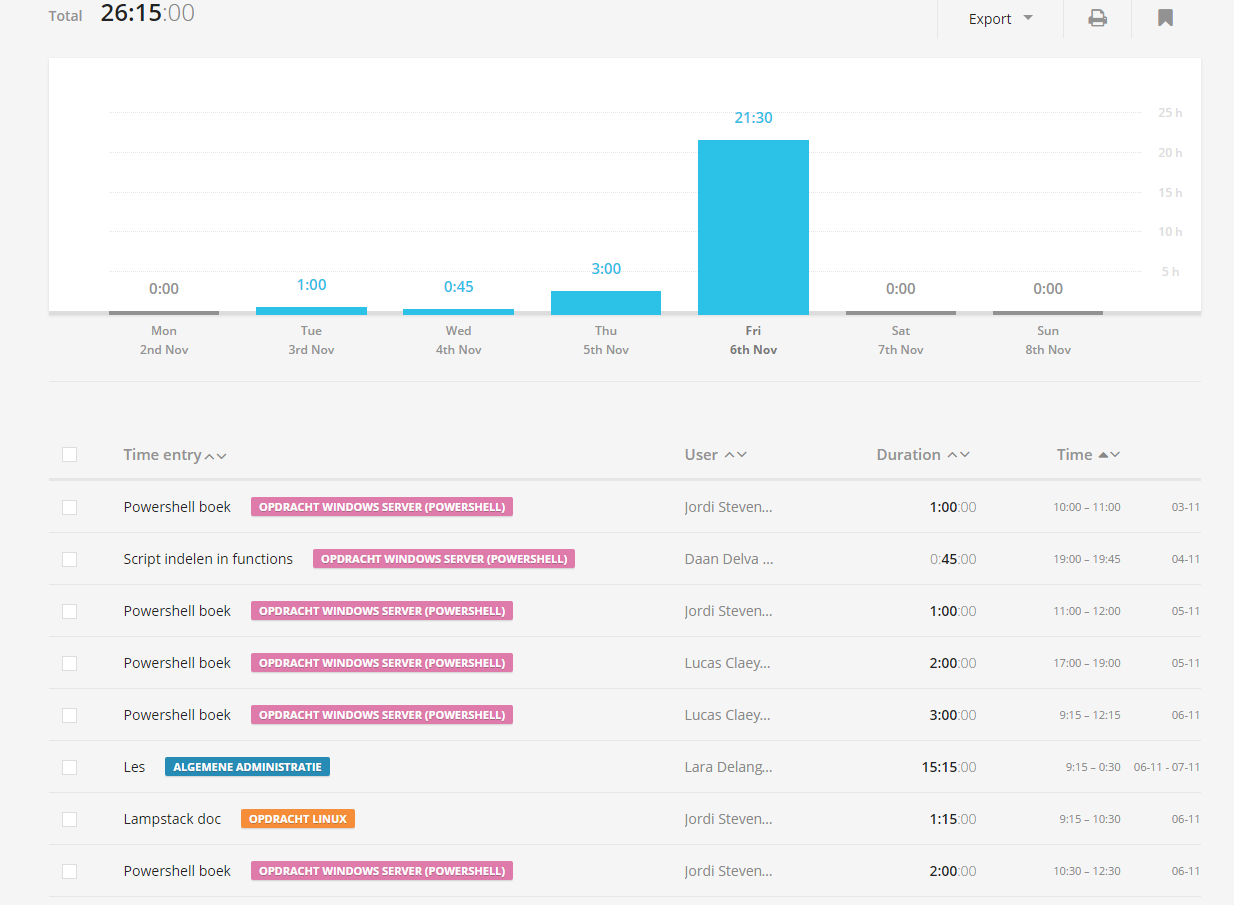 Total 26:15:00
Export
25 h
21:30
20 h
15 h
10 h
5 h
0:00 1:00 0:45 3:00 0:00 0:00
Mon Tue Wed Thu Fri Sat Sun
2nd Nov 3rd Nov 4th Nov 5th Nov 6th Nov 7th Nov 8th Nov
Time entry User Duration Time
Powershell boek OPDRACHT WINDOWS SERVER (POWERSHELL) Jordi Steven... 1:00:00 10:00 – 11:00 03-11
Script indelen in functions OPDRACHT WINDOWS SERVER (POWERSHELL) Daan Delva ... 0:45:00 19:00 – 19:45 04-11
Powershell boek OPDRACHT WINDOWS SERVER (POWERSHELL) Jordi Steven... 1:00:00 11:00 – 12:00 05-11
Powershell boek OPDRACHT WINDOWS SERVER (POWERSHELL) Lucas Claey... 2:00:00 17:00 – 19:00 05-11
Powershell boek OPDRACHT WINDOWS SERVER (POWERSHELL) Lucas Claey... 3:00:00 9:15 – 12:15 06-11
Les ALGEMENE ADMINISTRATIE Lara Delang... 15:15:00 9:15 – 0:30 06-11 - 07-11
Lampstack doc OPDRACHT LINUX Jordi Steven... 1:15:00 9:15 – 10:30 06-11
Powershell boek OPDRACHT WINDOWS SERVER (POWERSHELL) Jordi Steven... 2:00:00 10:30 – 12:30 06-11